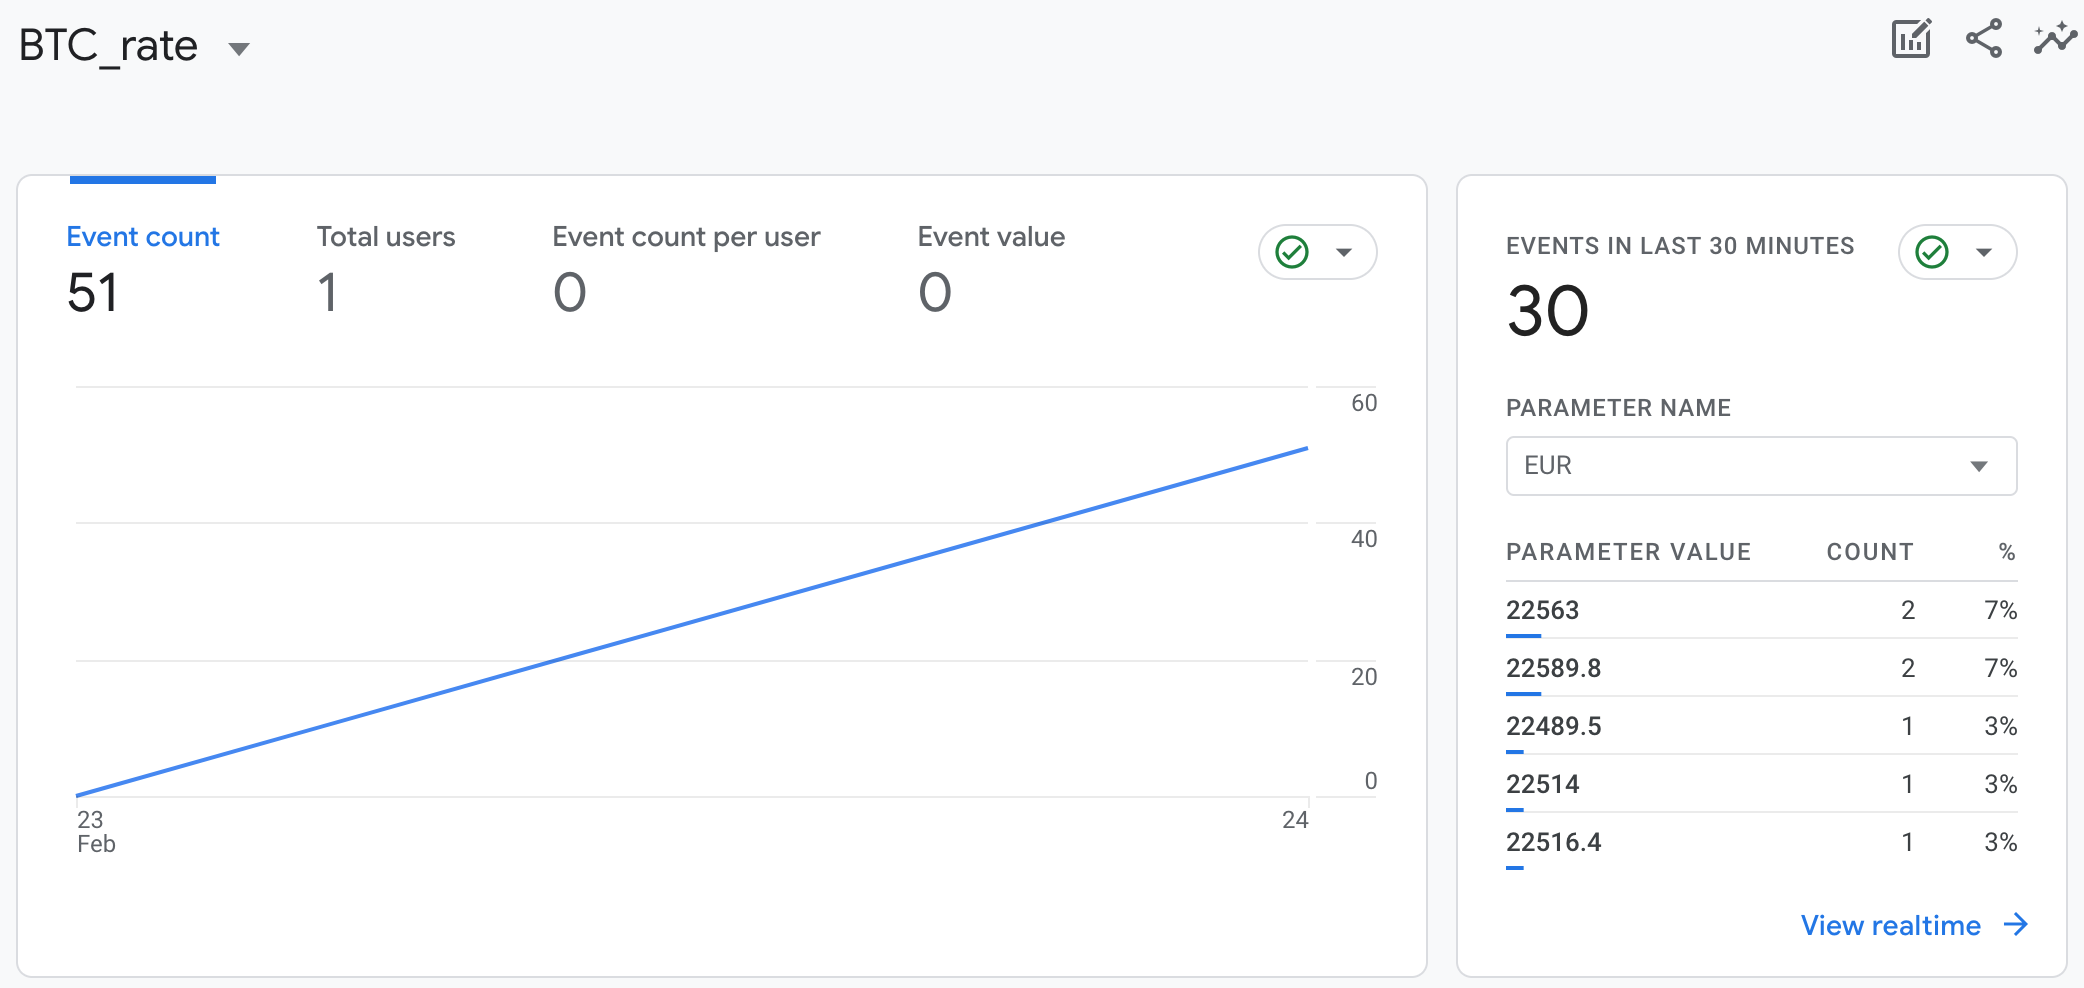 BTC_rate
Event count
51
Total users
1
Event count per user
0
Event value
0
60
40
20
0
23
Feb
24
EVENTS IN LAST 30 MINUTES
30
PARAMETER NAME
EUR
PARAMETER VALUE COUNT %
22563 2 7%
22589.8 2 7%
22489.5 1 3%
22514 1 3%
22516.4 1 3%
View realtime